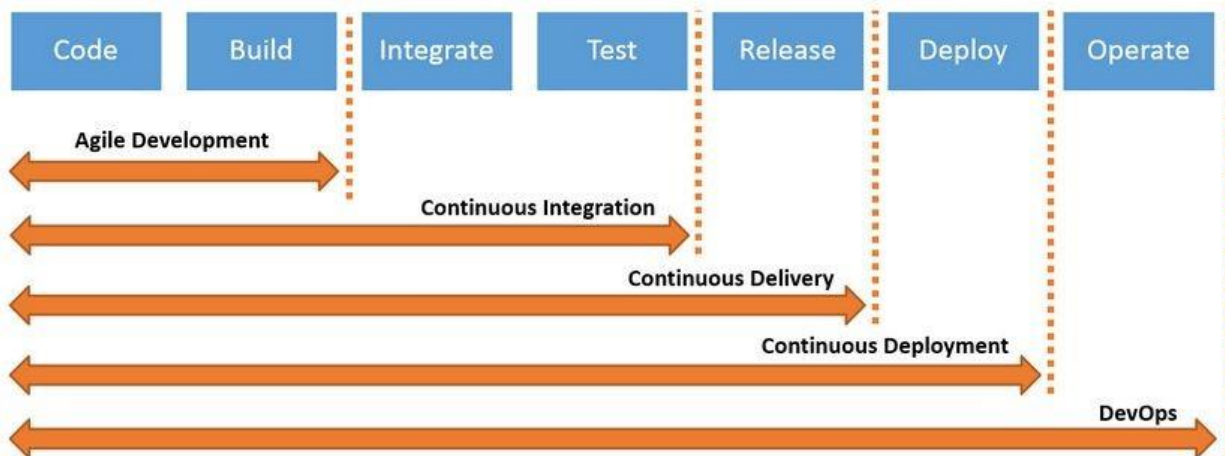 Code Build Integrate Test Release Deploy Operate
Agile Development
Continuous Integration
Continuous Delivery
Continuous Deployment
DevOps